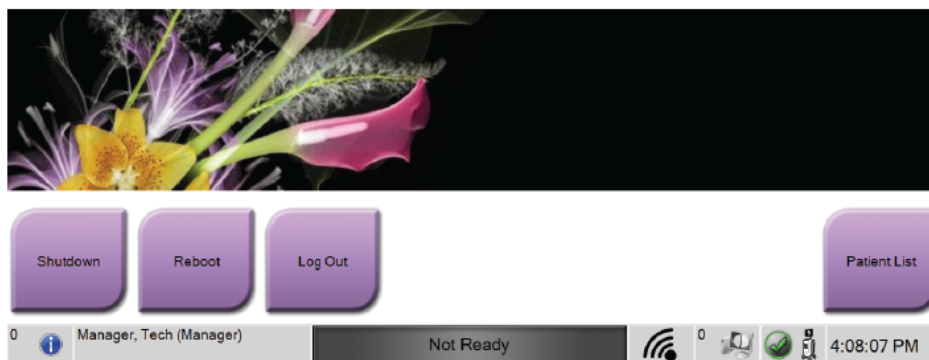 Shutdown
Reboot
Log Out
Patient List
0
Manager, Tech (Manager)
Not Ready
0
4:08:07 PM